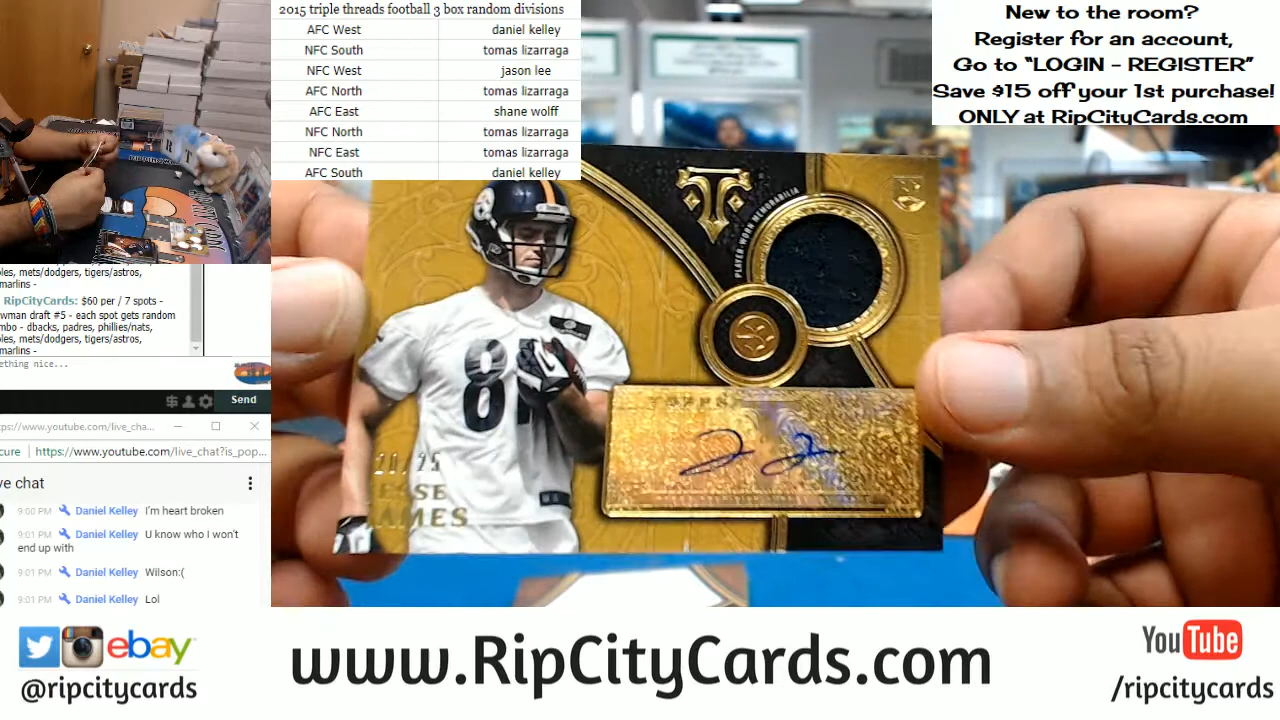 2015 triple threads football 3 box random divisions
AFC West daniel kelley
NFC South tomas lizarraga
NFC West jason lee
AFC North tomas lizarraga
AFC East shane wolff
NFC North tomas lizarraga
NFC East tomas lizarraga
AFC South daniel kelley
New to the room?
Register for an account,
Go to "LOGIN - REGISTER"
Save $15 off your 1st purchase!
ONLY at RipCityCards.com
PLAYER-WORN MEMORABILIA
TOPPS
ESSE
JAMES
les, mets/dodgers, tigers/astros,
marlins -
RipCityCards: $60 per / 7 spots -
wman draft #5 - each spot gets random
mbo - dbacks, padres, phillies/nats,
les, mets/dodgers, tigers/astros,
marlins -
ething nice...
Send
ps://www.youtube.com/live_cha...
cure | https://www.youtube.com/live_chat?is_pop...
ve chat
9:00 PM Daniel Kelley I'm heart broken
9:01 PM Daniel Kelley U know who I won't
end up with
9:01 PM Daniel Kelley Wilson:(
9:01 PM Daniel Kelley Lol
ebay
@ripcitycards
www.RipCityCards.com
YouTube
/ripcitycards